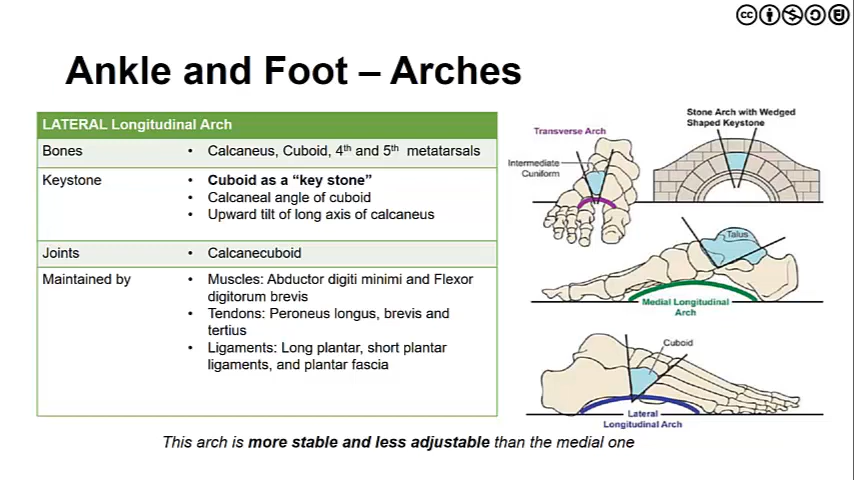 Ankle and Foot – Arches
LATERAL Longitudinal Arch
Bones
• Calcaneus, Cuboid, 4th and 5th metatarsals
Keystone
• Cuboid as a “key stone”
• Calcaneal angle of cuboid
• Upward tilt of long axis of calcaneus
Joints
• Calcanecuboid
Maintained by
• Muscles: Abductor digiti minimi and Flexor
digitorum brevis
• Tendons: Peroneus longus, brevis and
tertius
• Ligaments: Long plantar, short plantar
ligaments, and plantar fascia
Transverse Arch
Intermediate
Cuniform
Stone Arch with Wedged
Shaped Keystone
Talus
Medial Longitudinal
Arch
Cuboid
Lateral
Longitudinal Arch
This arch is more stable and less adjustable than the medial one